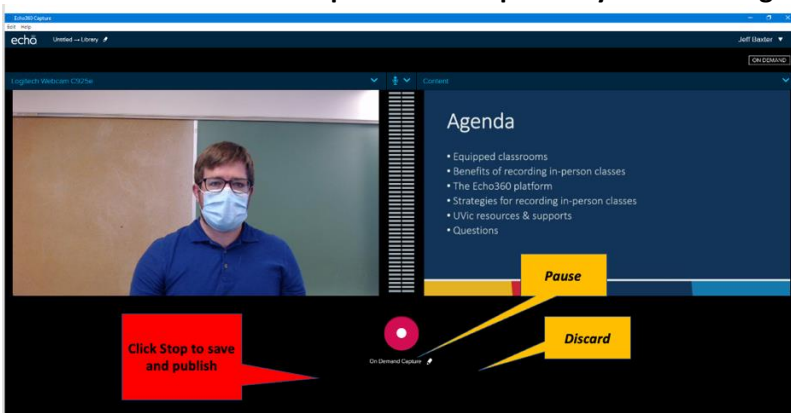 Echo360 Capture
Edit Help
echo Untitled → Library Jeff Baxter
ON DEMAND
Logitech Webcam C925e
Content
Agenda
• Equipped classrooms
• Benefits of recording in-person classes
• The Echo360 platform
• Strategies for recording in-person classes
• UVic resources & supports
• Questions
Pause
Click Stop to save
and publish
Discard
On Demand Capture